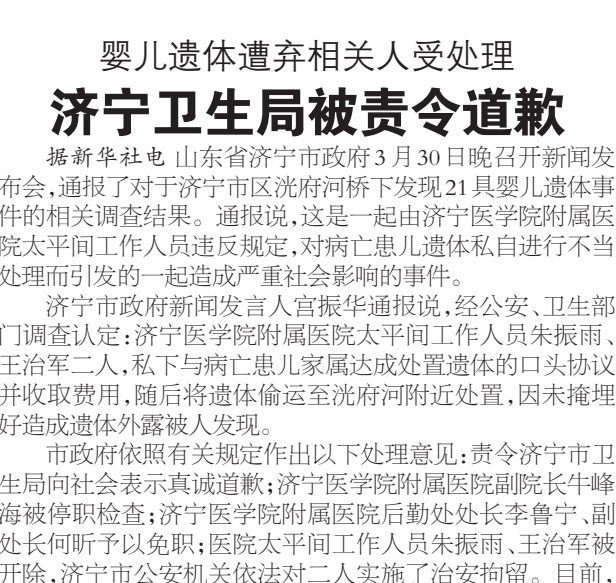 婴儿遗体遭弃相关人受处理
济宁卫生局被责令道歉
据新华社电 山东省济宁市政府3月30日晚召开新闻发
布会,通报了对于济宁市区洸府河桥下发现21具婴儿遗体事
件的相关调查结果。通报说,这是一起由济宁医学院附属医
院太平间工作人员违反规定,对病亡患儿遗体私自进行不当
处理而引发的一起造成严重社会影响的事件。
济宁市政府新闻发言人宫振华通报说,经公安、卫生部
门调查认定:济宁医学院附属医院太平间工作人员朱振雨、
王治军二人,私下与病亡患儿家属达成处置遗体的口头协议
并收取费用,随后将遗体偷运至洸府河附近处置,因未掩埋
好造成遗体外露被人发现。
市政府依照有关规定作出以下处理意见:责令济宁市卫
生局向社会表示真诚道歉;济宁医学院附属医院副院长牛峰
海被停职检查;济宁医学院附属医院后勤处处长李鲁宁、副
处长何昕予以免职;医院太平间工作人员朱振雨、王治军被
开除,济宁市公安机关依法对二人实施了治安拘留。目前、